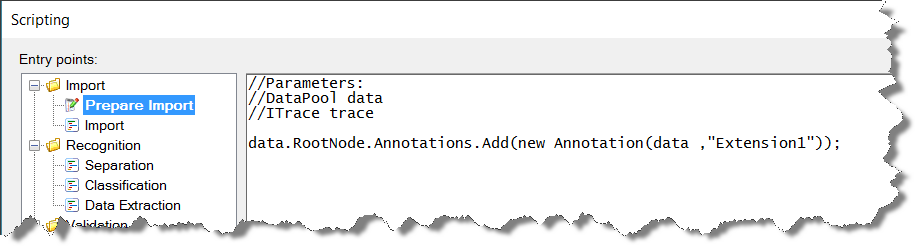 Scripting
Entry points:
Import
Prepare Import
Import
Recognition
Separation
Classification
Data Extraction
Validation
//Parameters:
//DataPool data
//ITrace trace
data.RootNode.Annotations.Add(new Annotation(data ,"Extension1"));